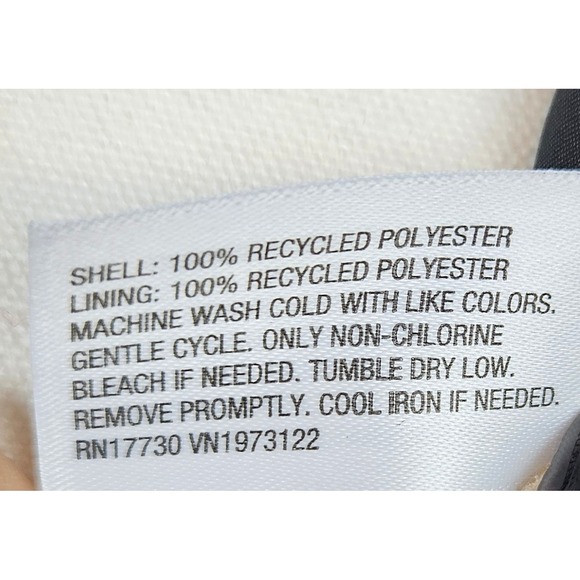 SHELL: 100% RECYCLED POLYESTER
LINING: 100% RECYCLED POLYESTER
MACHINE WASH COLD WITH LIKE COLORS.
GENTLE CYCLE. ONLY NON-CHLORINE
BLEACH IF NEEDED. TUMBLE DRY LOW.
REMOVE PROMPTLY. COOL IRON IF NEEDED.
RN17730 VN1973122